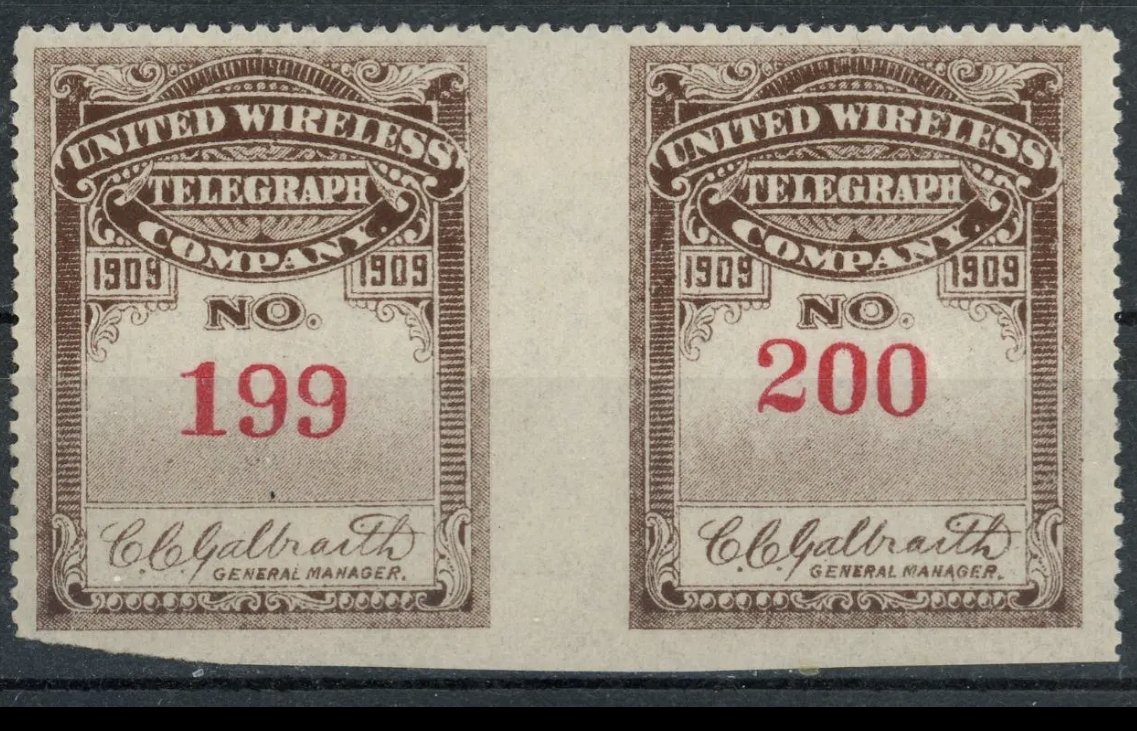 UNITED WIRELESS
TELEGRAPH
COMPANY.
1909 1909
NO.
199
C.C. Galbraith
GENERAL MANAGER.
UNITED WIRELESS
TELEGRAPH
COMPANY.
1909 1909
NO.
200
C.C. Galbraith
GENERAL MANAGER.